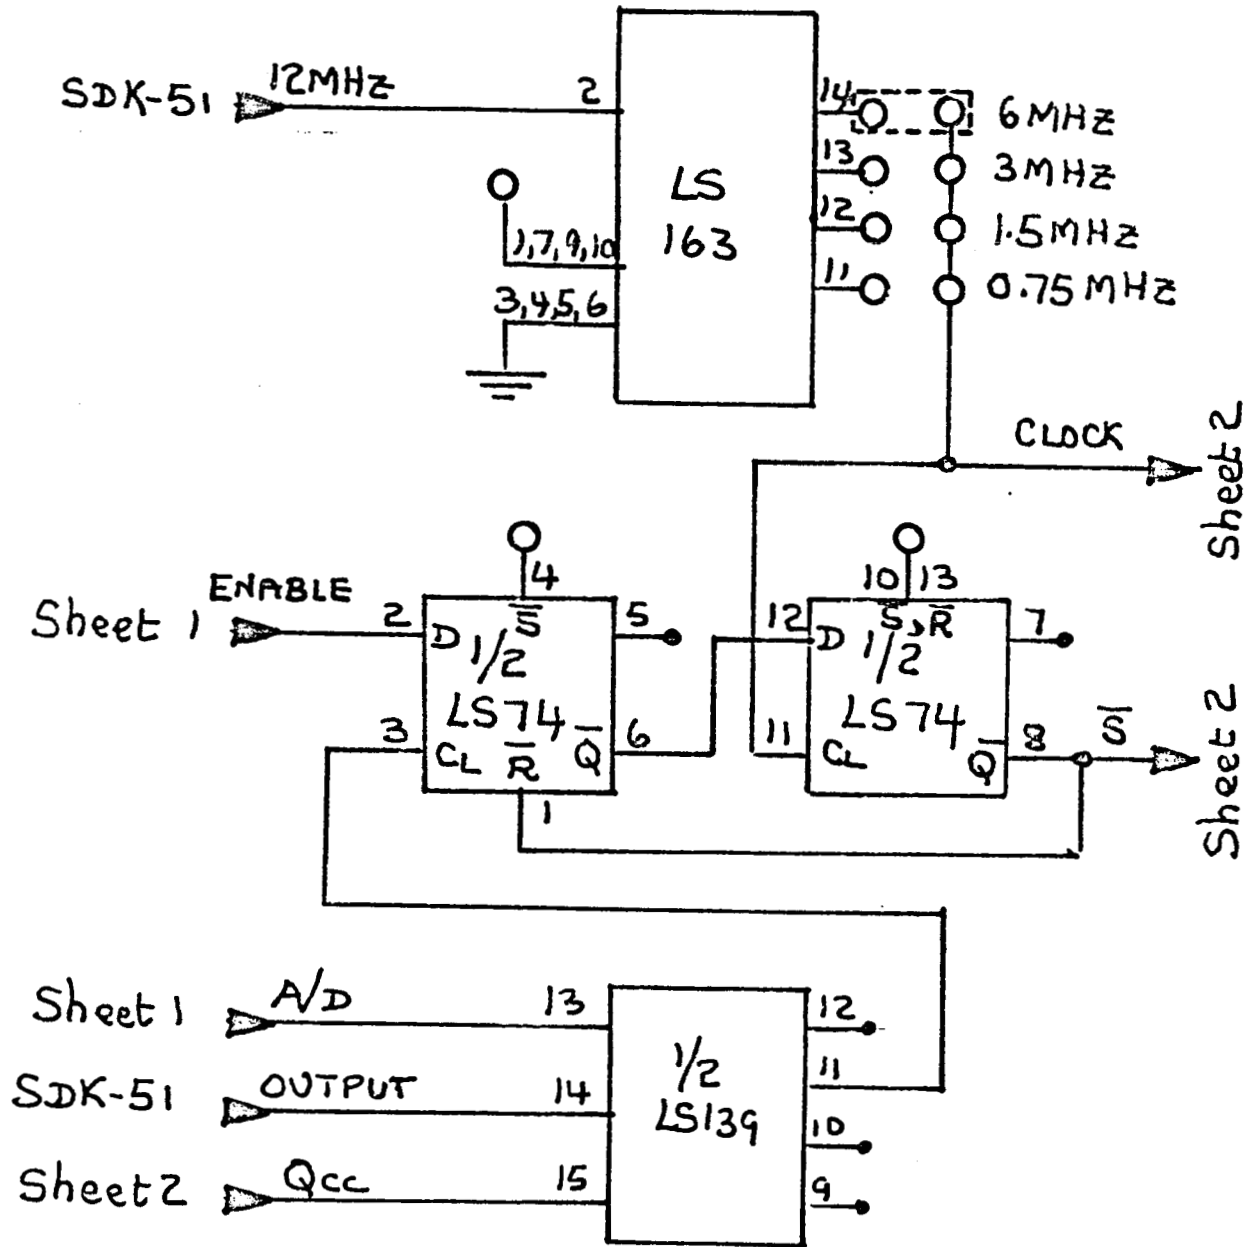 SDK-51
12MHZ
2
1,7,9,10
3,4,5,6
LS
163
14
6MHZ
13
3MHZ
12
1.5MHZ
11
0.75MHZ
CLOCK
Sheet 2
Sheet 1
ENABLE
2
D
4
S̅
1/2
LS74
5
3
CL
R̅
Q̅
6
1
10 13
S̅, R̅
12
D
1/2
LS74
7
11
CL
Q̅
8
S̅
Sheet 2
Sheet 1
A/D
13
SDK-51
OUTPUT
14
Sheet2
Qcc
15
1/2
LS139
12
11
10
9